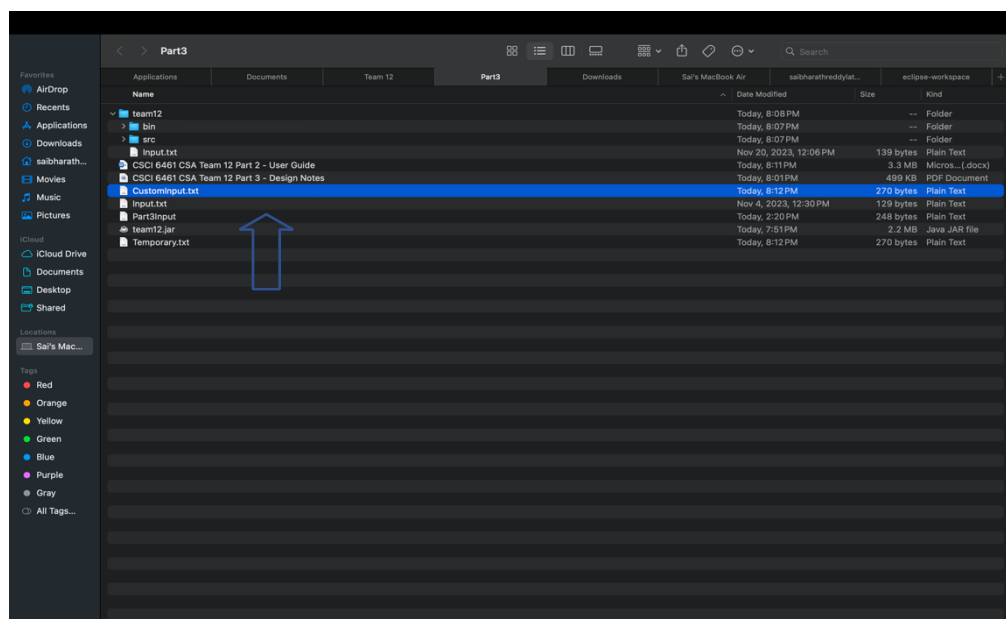 Part3
Search
Favorites
AirDrop
Recents
Applications
Downloads
saibharath...
Movies
Music
Pictures
iCloud
iCloud Drive
Documents
Desktop
Shared
Locations
Sai's Mac...
Tags
Red
Orange
Yellow
Green
Blue
Purple
Gray
All Tags...
Applications Documents Team 12 Part3 Downloads Sai's MacBook Air saibharathreddylat... eclipse-workspace
Name Date Modified Size Kind
team12 Today, 8:08 PM -- Folder
bin Today, 8:07 PM -- Folder
src Today, 8:07 PM -- Folder
Input.txt Nov 20, 2023, 12:06 PM 139 bytes Plain Text
CSCI 6461 CSA Team 12 Part 2 - User Guide Today, 8:11 PM 3.3 MB Micros...(.docx)
CSCI 6461 CSA Team 12 Part 3 - Design Notes Today, 8:01 PM 499 KB PDF Document
CustomInput.txt Today, 8:12 PM 270 bytes Plain Text
Input.txt Nov 4, 2023, 12:30 PM 129 bytes Plain Text
Part3Input Today, 2:20 PM 248 bytes Plain Text
team12.jar Today, 7:51 PM 2.2 MB Java JAR file
Temporary.txt Today, 8:12 PM 270 bytes Plain Text